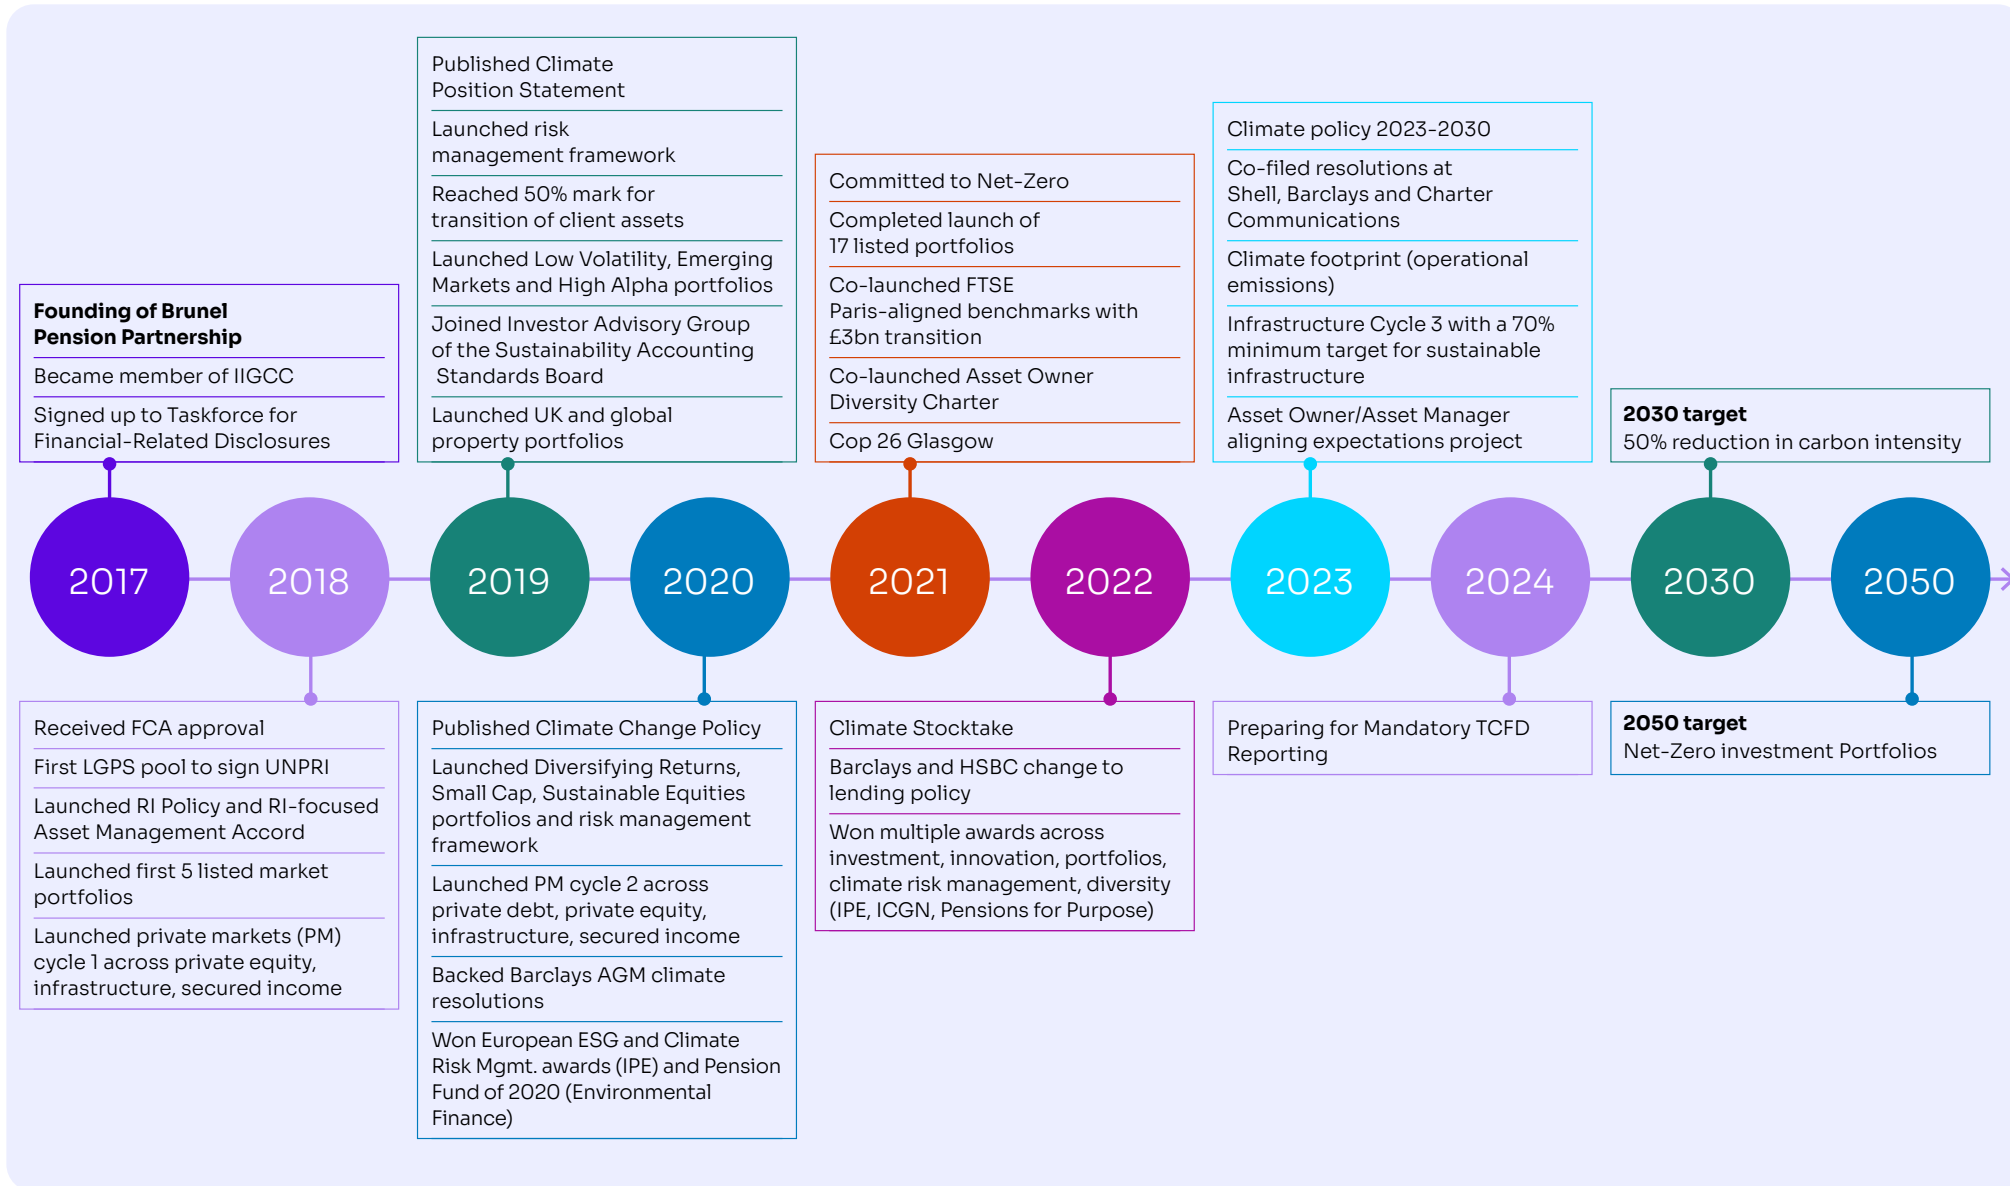 Founding of Brunel
Pension Partnership
Became member of IIGCC
Signed up to Taskforce for
Financial-Related Disclosures
2017
2018
Received FCA approval
First LGPS pool to sign UNPRI
Launched RI Policy and RI-focused
Asset Management Accord
Launched first 5 listed market
portfolios
Launched private markets (PM)
cycle 1 across private equity,
infrastructure, secured income
Published Climate
Position Statement
Launched risk
management framework
Reached 50% mark for
transition of client assets
Launched Low Volatility, Emerging
Markets and High Alpha portfolios
Joined Investor Advisory Group
of the Sustainability Accounting
Standards Board
Launched UK and global
property portfolios
2019
2020
Published Climate Change Policy
Launched Diversifying Returns,
Small Cap, Sustainable Equities
portfolios and risk management
framework
Launched PM cycle 2 across
private debt, private equity,
infrastructure, secured income
Backed Barclays AGM climate
resolutions
Won European ESG and Climate
Risk Mgmt. awards (IPE) and Pension
Fund of 2020 (Environmental
Finance)
Committed to Net-Zero
Completed launch of
17 listed portfolios
Co-launched FTSE
Paris-aligned benchmarks with
£3bn transition
Co-launched Asset Owner
Diversity Charter
Cop 26 Glasgow
2021
2022
Climate Stocktake
Barclays and HSBC change to
lending policy
Won multiple awards across
investment, innovation, portfolios,
climate risk management, diversity
(IPE, ICGN, Pensions for Purpose)
Climate policy 2023-2030
Co-filed resolutions at
Shell, Barclays and Charter
Communications
Climate footprint (operational
emissions)
Infrastructure Cycle 3 with a 70%
minimum target for sustainable
infrastructure
Asset Owner/Asset Manager
aligning expectations project
2023
2024
Preparing for Mandatory TCFD
Reporting
2030 target
50% reduction in carbon intensity
2030
2050
2050 target
Net-Zero investment Portfolios